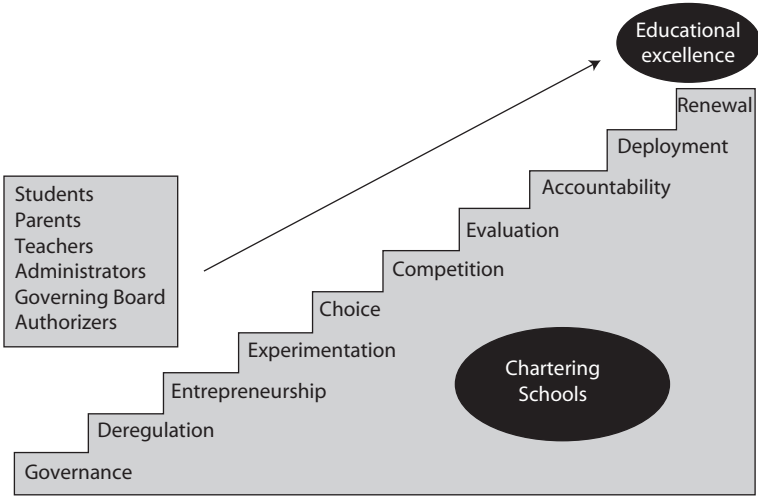 Educational
excellence
Renewal
Deployment
Accountability
Evaluation
Competition
Choice
Experimentation
Entrepreneurship
Deregulation
Governance
Students
Parents
Teachers
Administrators
Governing Board
Authorizers
Chartering
Schools